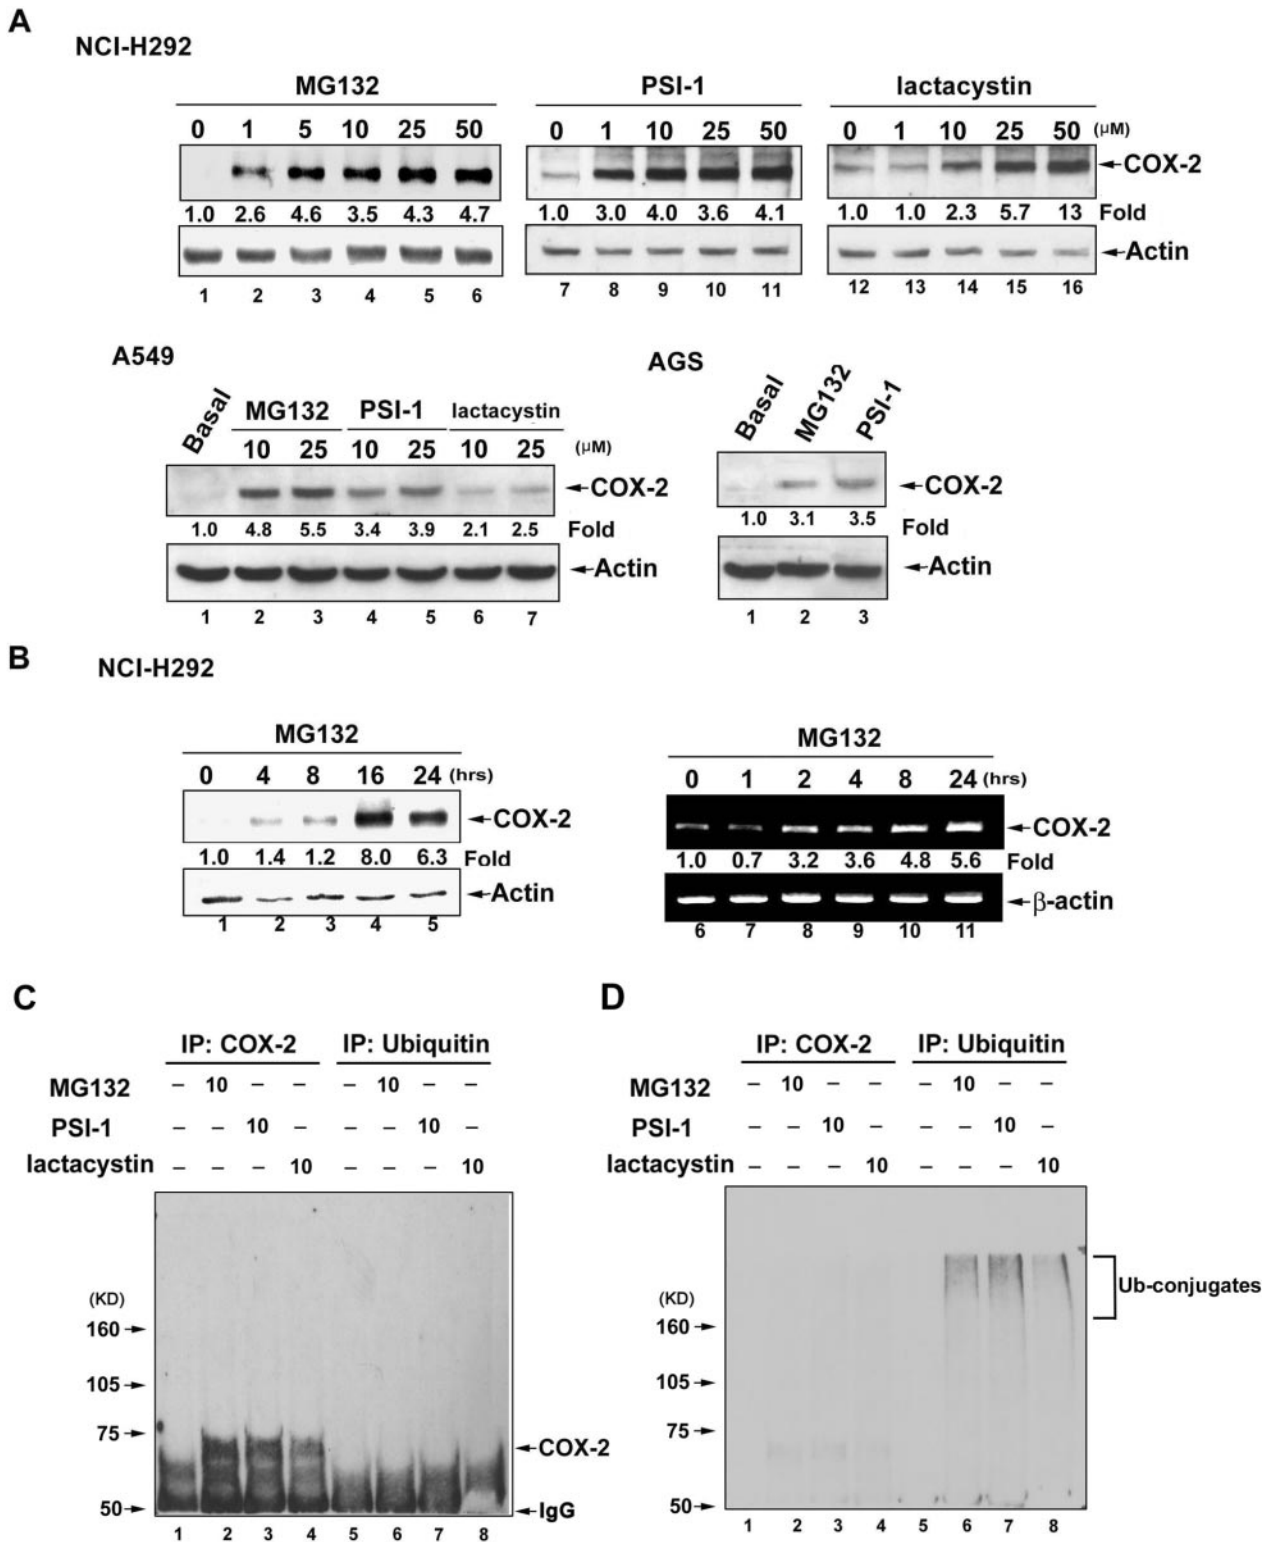 A
NCI-H292
MG132 PSI-1 lactacystin
0 1 5 10 25 50 0 1 10 25 50 0 1 10 25 50 (μM)
COX-2
1.0 2.6 4.6 3.5 4.3 4.7 1.0 3.0 4.0 3.6 4.1 1.0 1.0 2.3 5.7 13 Fold
Actin
1 2 3 4 5 6 7 8 9 10 11 12 13 14 15 16
A549 AGS
Basal MG132 PSI-1 lactacystin Basal MG132 PSI-1
10 25 10 25 10 25 (μM)
COX-2 COX-2
1.0 4.8 5.5 3.4 3.9 2.1 2.5 Fold 1.0 3.1 3.5 Fold
Actin Actin
1 2 3 4 5 6 7 1 2 3
B
NCI-H292
MG132 MG132
0 4 8 16 24 (hrs) 0 1 2 4 8 24 (hrs)
COX-2 COX-2
1.0 1.4 1.2 8.0 6.3 Fold 1.0 0.7 3.2 3.6 4.8 5.6 Fold
Actin β-actin
1 2 3 4 5 6 7 8 9 10 11
C D
IP: COX-2 IP: Ubiquitin IP: COX-2 IP: Ubiquitin
MG132 – 10 – – – 10 – – MG132 – 10 – – – 10 – –
PSI-1 – – 10 – – – 10 – PSI-1 – – 10 – – – 10 –
lactacystin – – – 10 – – – 10 lactacystin – – – 10 – – – 10
Ub-conjugates
(KD) (KD)
160 160
105 105
75 75
COX-2
50 IgG 50
1 2 3 4 5 6 7 8 1 2 3 4 5 6 7 8